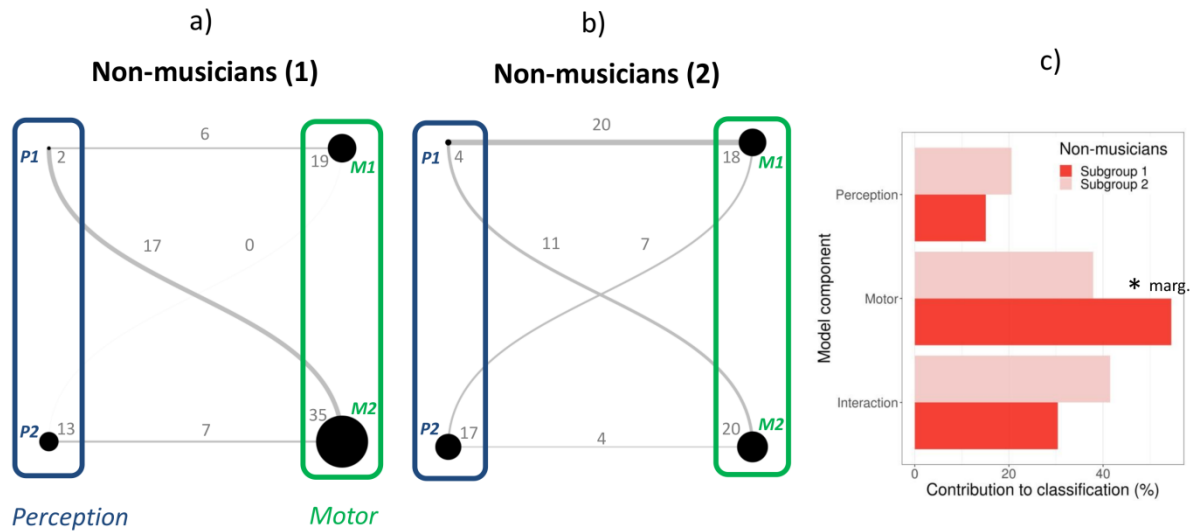 a)
Non-musicians (1)
P1
2
6
19
M1
17
0
P2
13
7
35
M2
Perception
Motor
b)
Non-musicians (2)
P1
4
20
18
M1
11
7
P2
17
4
20
M2
c)
Model component
Perception
Motor
Interaction
Non-musicians
Subgroup 1
Subgroup 2
* marg.
0
20
40
Contribution to classification (%)